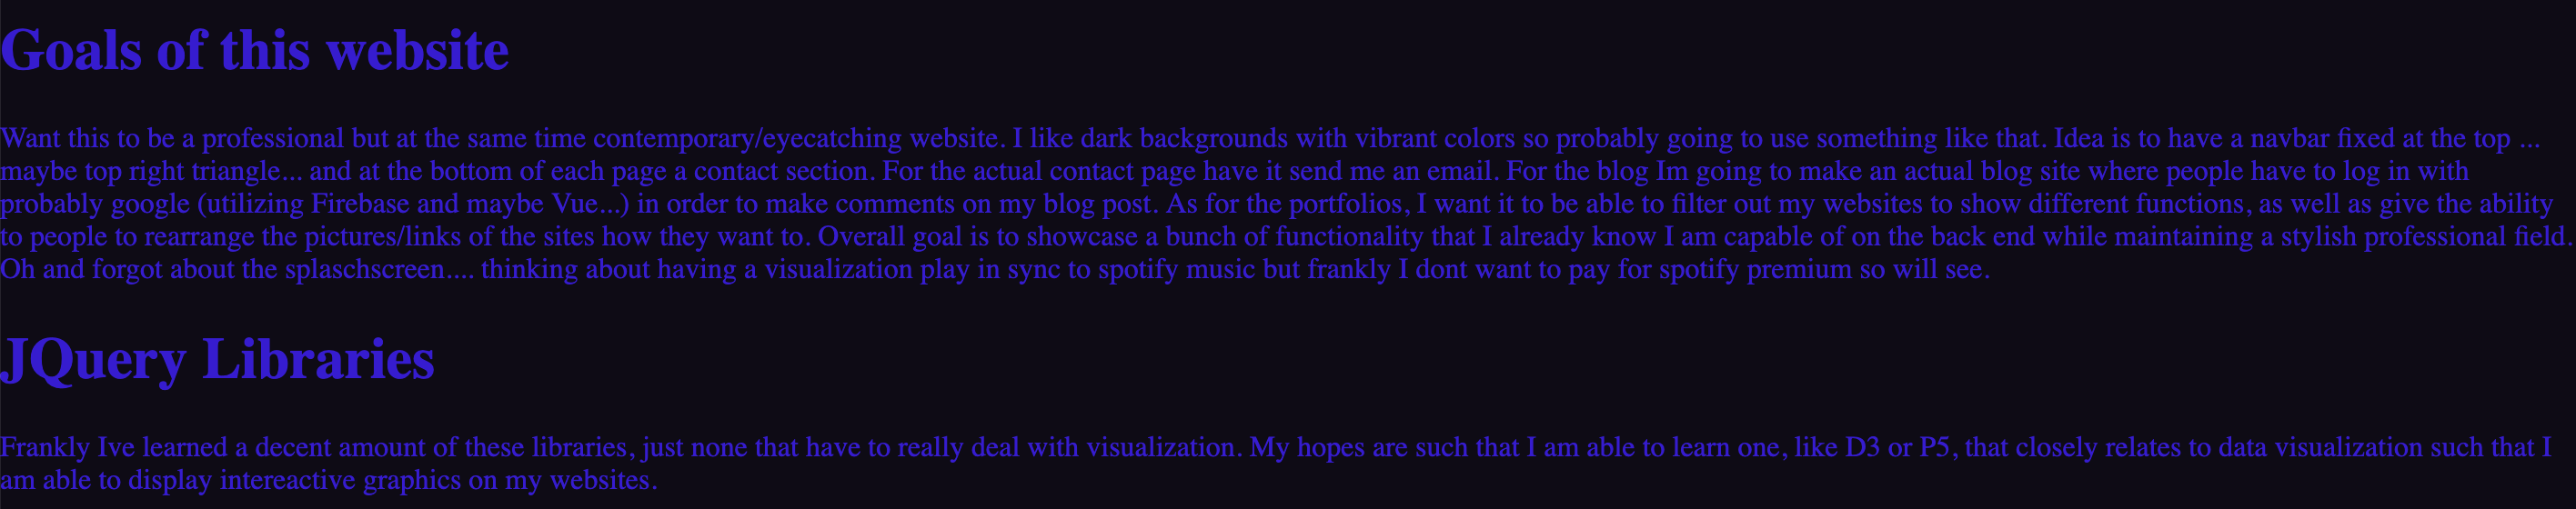 Goals of this website
Want this to be a professional but at the same time contemporary/eyecatching website. I like dark backgrounds with vibrant colors so probably going to use something like that. Idea is to have a navbar fixed at the top ...
maybe top right triangle... and at the bottom of each page a contact section. For the actual contact page have it send me an email. For the blog Im going to make an actual blog site where people have to log in with
probably google (utilizing Firebase and maybe Vue...) in order to make comments on my blog post. As for the portfolios, I want it to be able to filter out my websites to show different functions, as well as give the ability
to people to rearrange the pictures/links of the sites how they want to. Overall goal is to showcase a bunch of functionality that I already know I am capable of on the back end while maintaining a stylish professional field.
Oh and forgot about the splaschscreen.... thinking about having a visualization play in sync to spotify music but frankly I dont want to pay for spotify premium so will see.
JQuery Libraries
Frankly Ive learned a decent amount of these libraries, just none that have to really deal with visualization. My hopes are such that I am able to learn one, like D3 or P5, that closely relates to data visualization such that I
am able to display intereactive graphics on my websites.